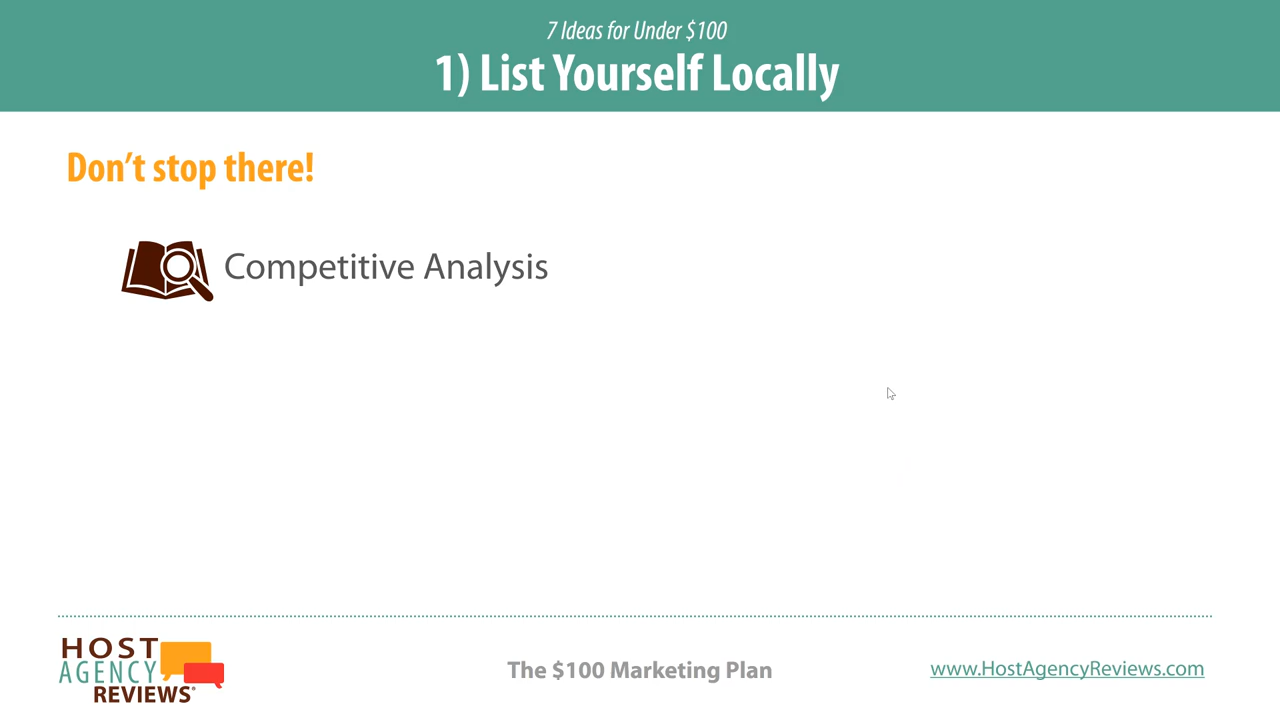 7 Ideas for Under $100
1) List Yourself Locally
Don’t stop there!
Competitive Analysis
HOST
AGENCY
REVIEWS®
The $100 Marketing Plan
www.HostAgencyReviews.com